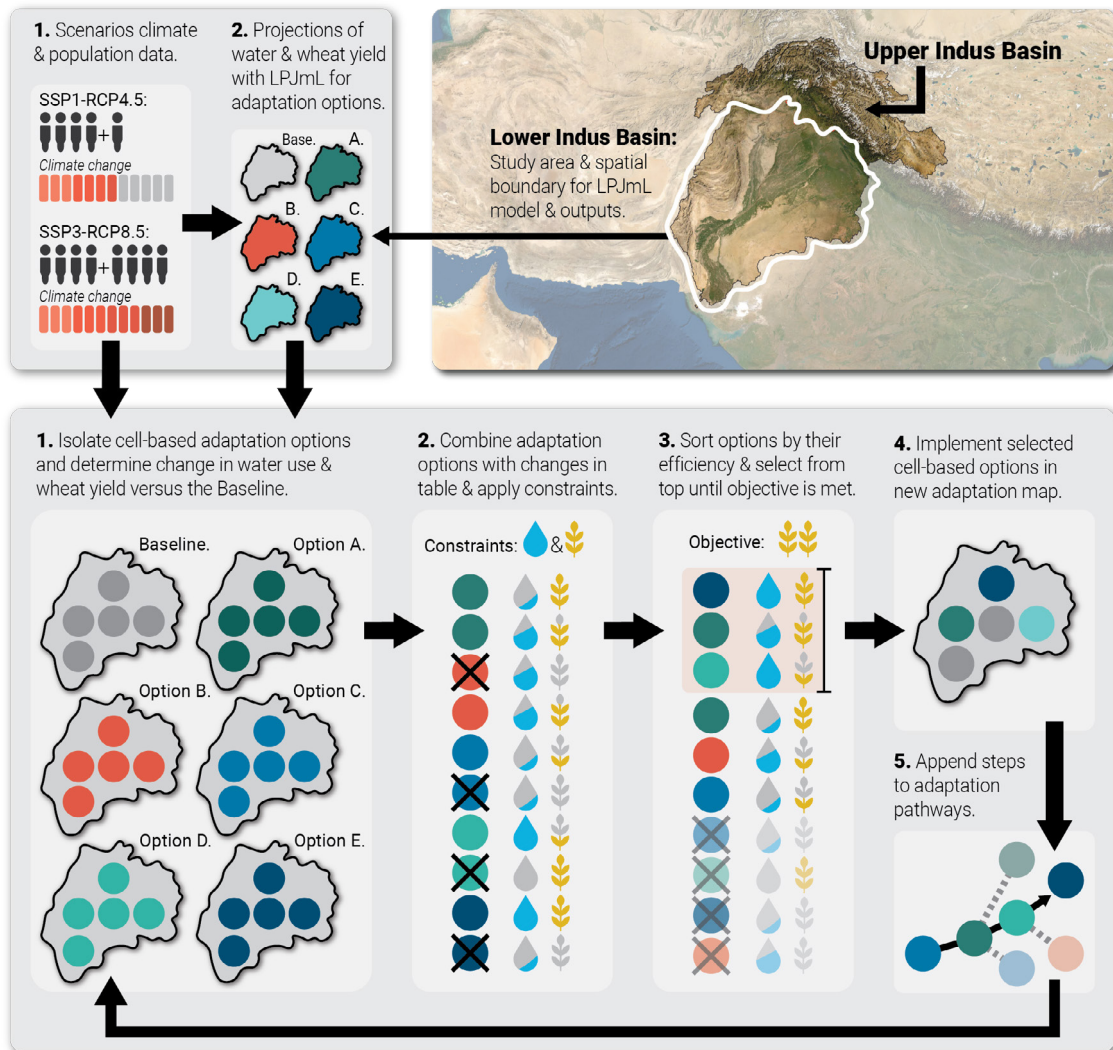 1. Scenarios climate
& population data.
SSP1-RCP4.5:
+
Climate change
SSP3-RCP8.5:
+
Climate change
2. Projections of
water & wheat yield
with LPJmL for
adaptation options.
Base.
A.
B.
C.
D.
E.
Upper Indus Basin
Lower Indus Basin:
Study area & spatial
boundary for LPJmL
model & outputs.
1. Isolate cell-based adaptation options
and determine change in water use &
wheat yield versus the Baseline.
Baseline.
Option A.
Option B.
Option C.
Option D.
Option E.
2. Combine adaptation
options with changes in
table & apply constraints.
Constraints: &
3. Sort options by their
efficiency & select from
top until objective is met.
Objective:
4. Implement selected
cell-based options in
new adaptation map.
5. Append steps
to adaptation
pathways.